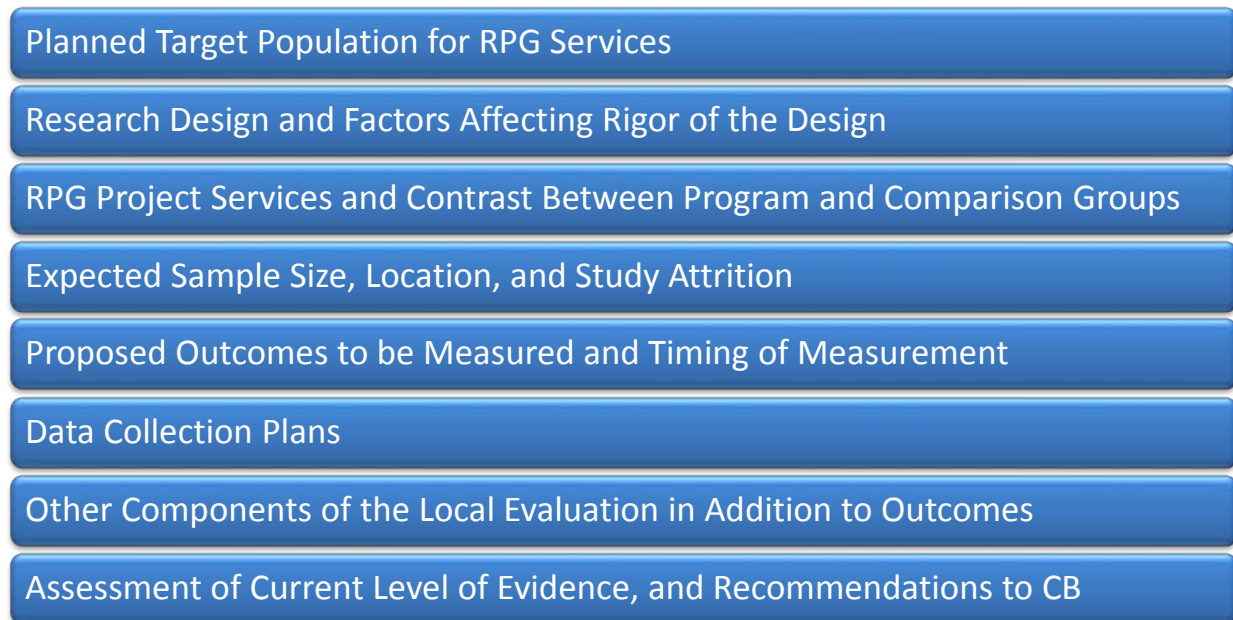 Planned Target Population for RPG Services
Research Design and Factors Affecting Rigor of the Design
RPG Project Services and Contrast Between Program and Comparison Groups
Expected Sample Size, Location, and Study Attrition
Proposed Outcomes to be Measured and Timing of Measurement
Data Collection Plans
Other Components of the Local Evaluation in Addition to Outcomes
Assessment of Current Level of Evidence, and Recommendations to CB